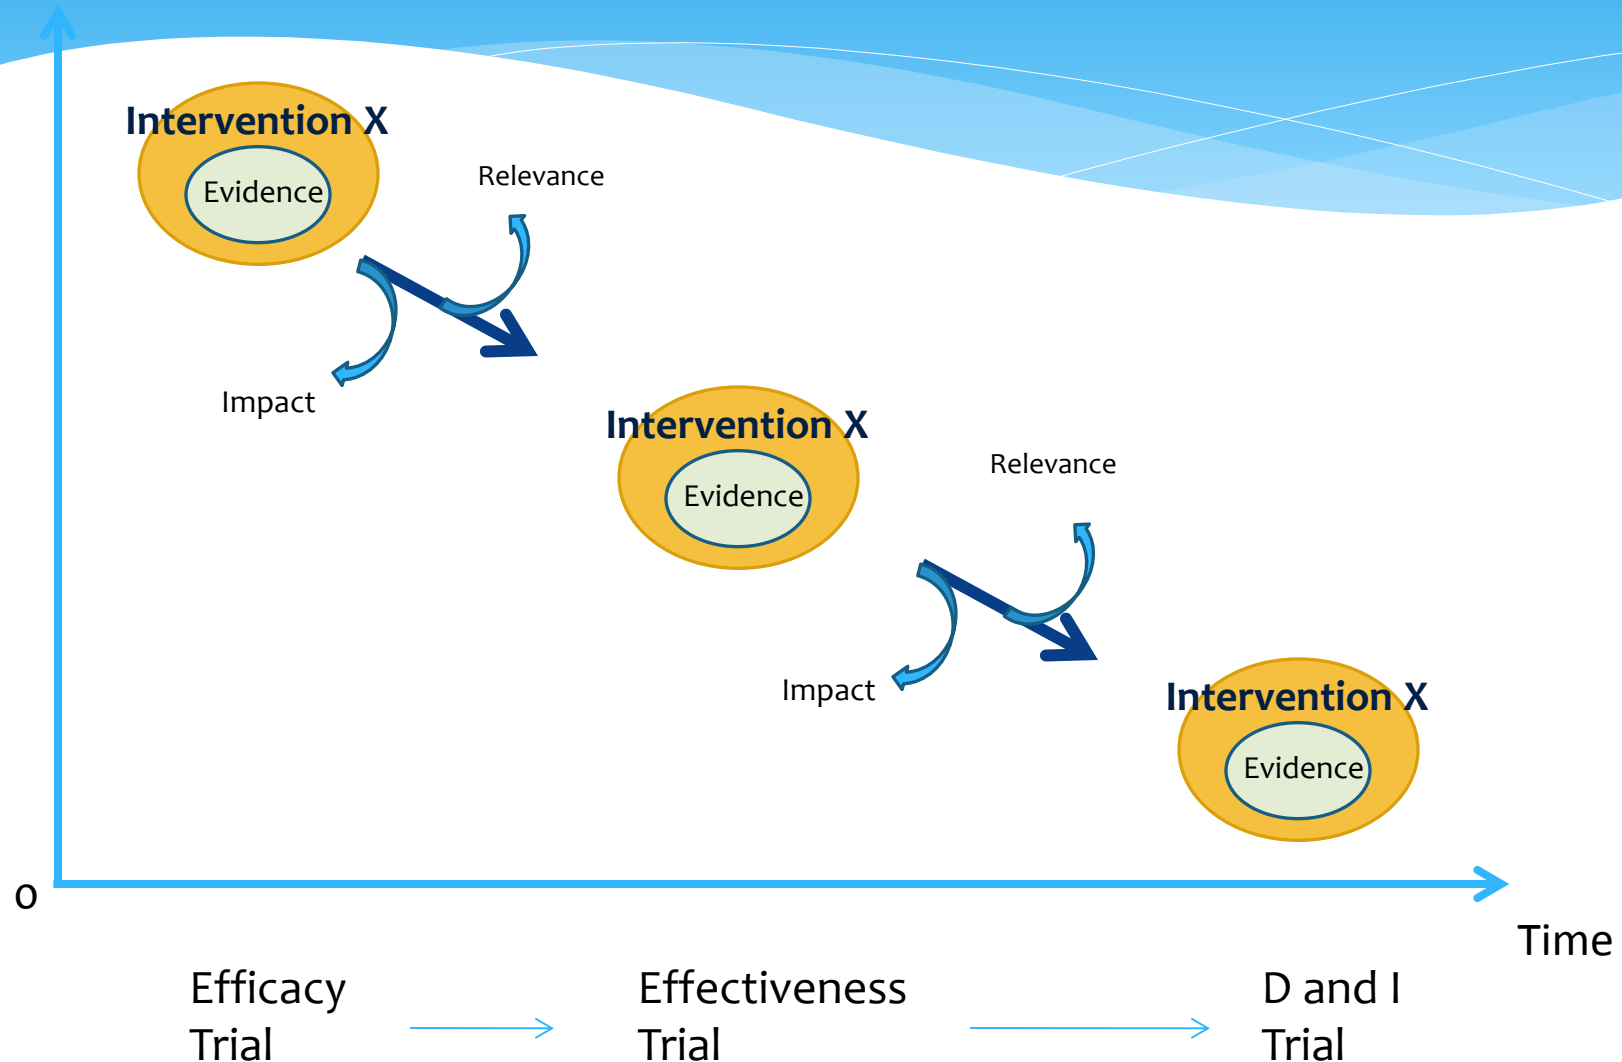 Intervention X
Evidence
Relevance
Impact
Intervention X
Evidence
Relevance
Impact
Intervention X
Evidence
0
Time
Efficacy
Trial
Effectiveness
Trial
D and I
Trial